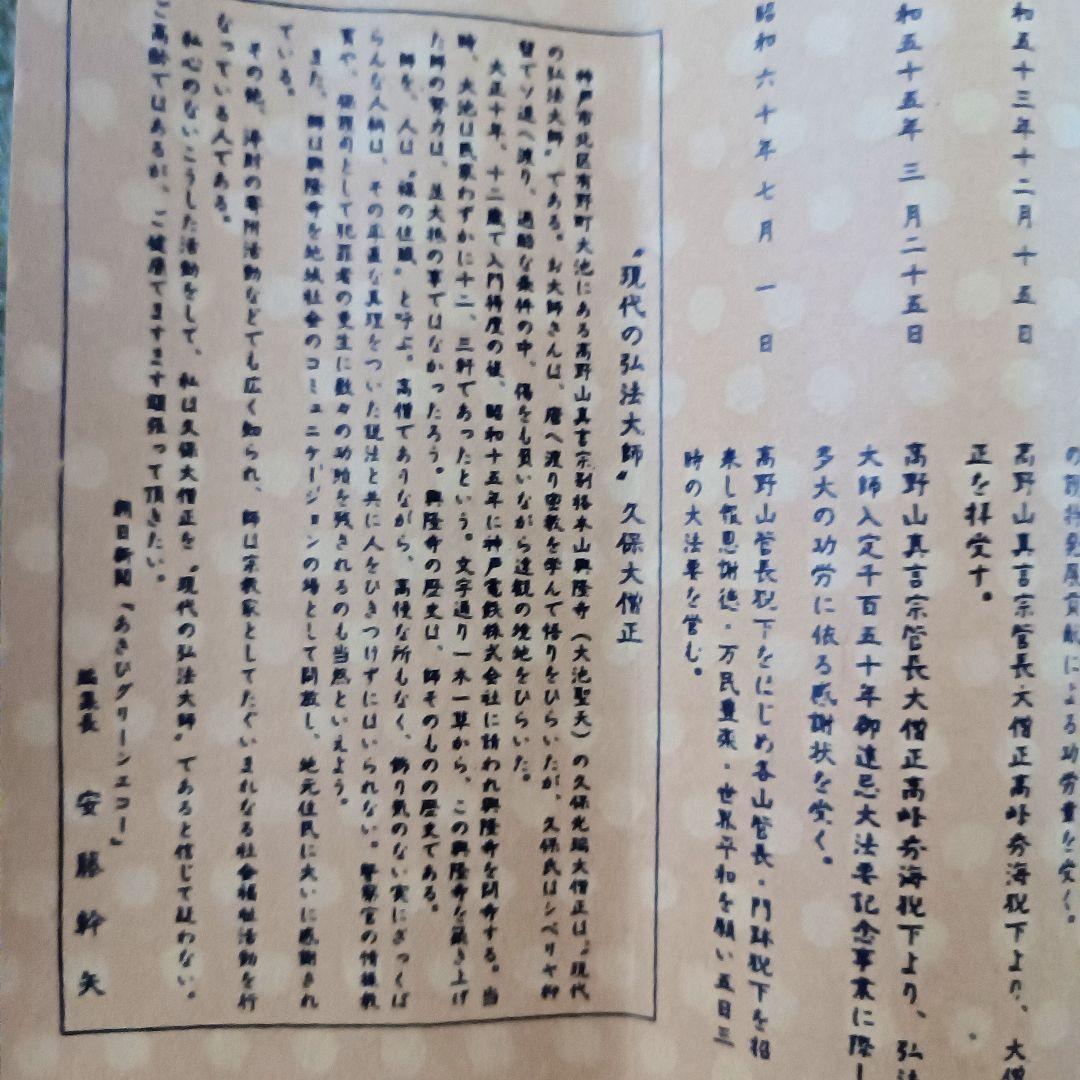 の護持発展貢献による功労賞を受く。
和五十三年十二月十五日
高野山真言宗管長大僧正高峰秀海猊下より、大僧
正を拝受す。
和五十五年三月二十五日
高野山真言宗管長大僧正高峰秀海猊下より、弘法
大師入定千百五十年御遠忌大法要記念事業に際し
多大の功労に依る感謝状を受く。
昭和六十年七月一日
高野山管長猊下をはじめ各山管長・門跡猊下を招
来し報恩謝徳・万民豊楽・世界平和を願い五日三
時の大法要を営む。
〝現代の弘法大師〟久保大僧正
神戸市北区有野町大池にある高野山真言宗別格本山興隆寺（大池聖天）の久保光瑞大僧正は〝現代
の弘法大師〟である。お大師さんは、唐へ渡り密教を学んで悟りをひらいたが、久保氏はシベリヤ抑
留でソ連へ渡り、過酷な条件の中、傷をも負いながら達観の境地をひらいた。
大正十年、十二歳で入門得度の後、昭和十五年に神戸電鉄株式会社に請われ興隆寺を開寺する。当
時、大池は民家わずかに十二、三軒であったという。文字通り一木一草から、この興隆寺を築き上げ
た師の努力は、並大抵の事ではなかったろう。興隆寺の歴史は、師そのものの歴史である。
師を、人は〝裸の住職〟と呼ぶ。高僧でありながら、高慢な所もなく、飾り気のない実にざっくば
らんな人柄は、その率直な真理をついた説法と共に人をひきつけずにはいられない。警察官の情操教
育や、保護司として犯罪者の更生に数々の功績を残されるのも当然といえよう。
また、師は興隆寺を地域社会のコミュニケーションの場として開放し、地元住民に大いに感謝され
ている。
その他、浄財の寄附活動などでも広く知られ、師は宗教家としてたぐいまれなる社会福祉活動を行
なっている人である。
私心のないこうした活動をして、私は久保大僧正を〝現代の弘法大師〟であると信じて疑わない。
ご高齢ではあるが、ご健康でますます頑張って頂きたい。
朝日新聞「あさひグリーンエコー」
編集長　安藤幹矢